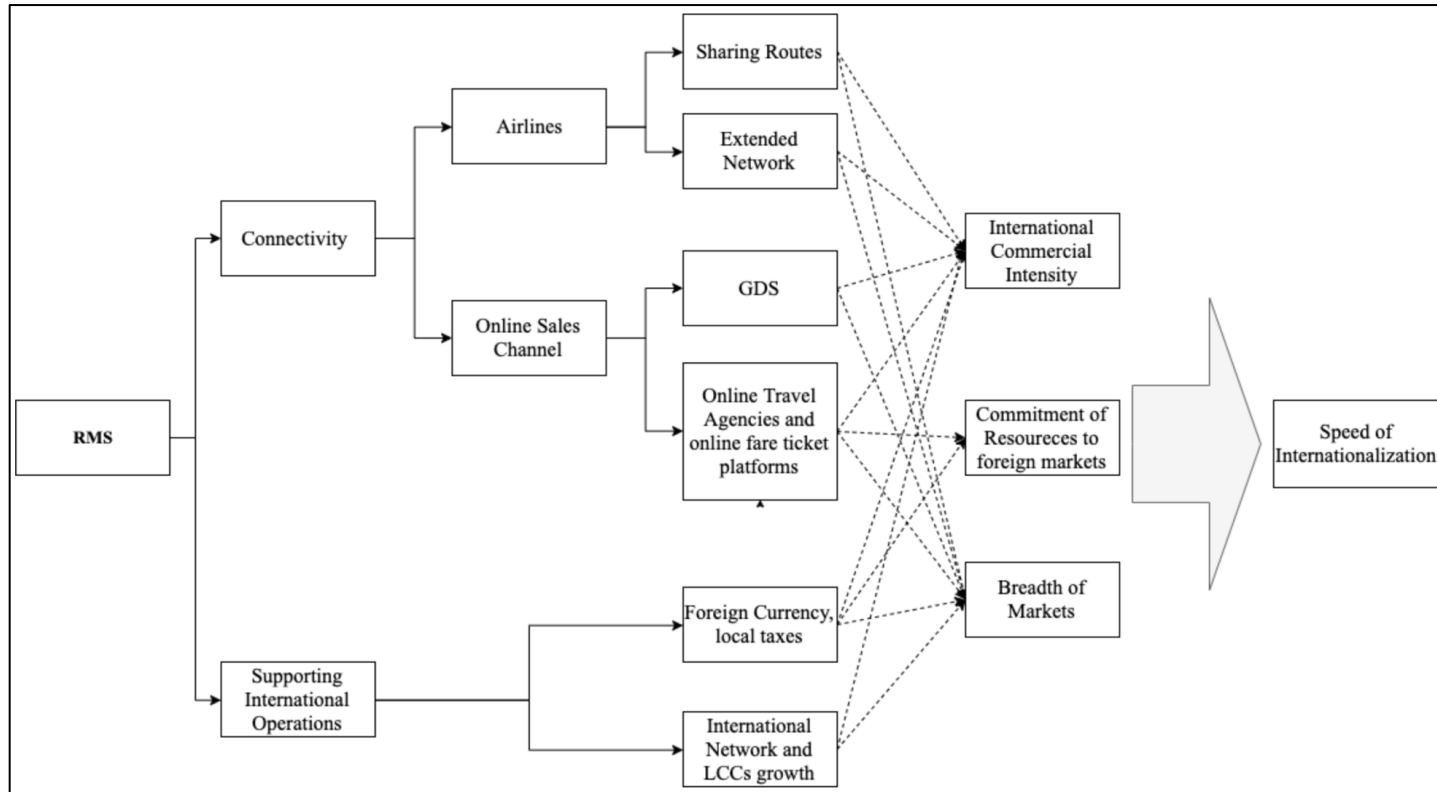 Sharing Routes
Airlines
Extended
Network
Connectivity
International
Commercial
Intensity
GDS
Online Sales
Channel
Online Travel
Agencies and
online fare ticket
platforms
RMS
Commitment of
Resoureces to
foreign markets
Speed of
Internationalization
Foreign Currency,
local taxes
Breadth of
Markets
Supporting
International
Operations
International
Network and
LCCs growth